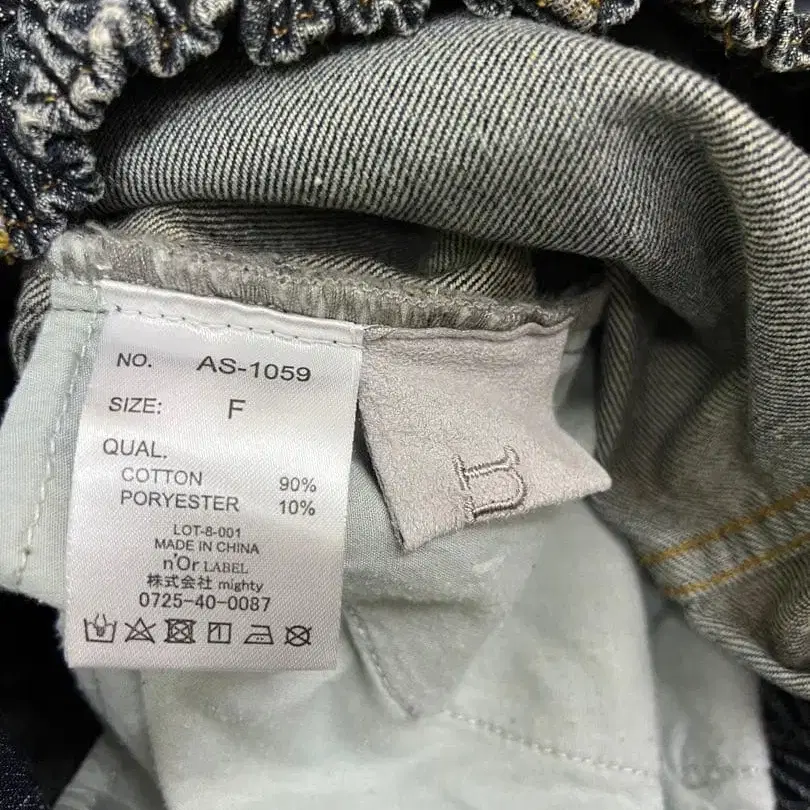 NO. AS-1059
SIZE: F
QUAL.
COTTON 90%
PORYESTER 10%
LOT-8-001
MADE IN CHINA
n'Or LABEL
株式会社 mighty
0725-40-0087
n